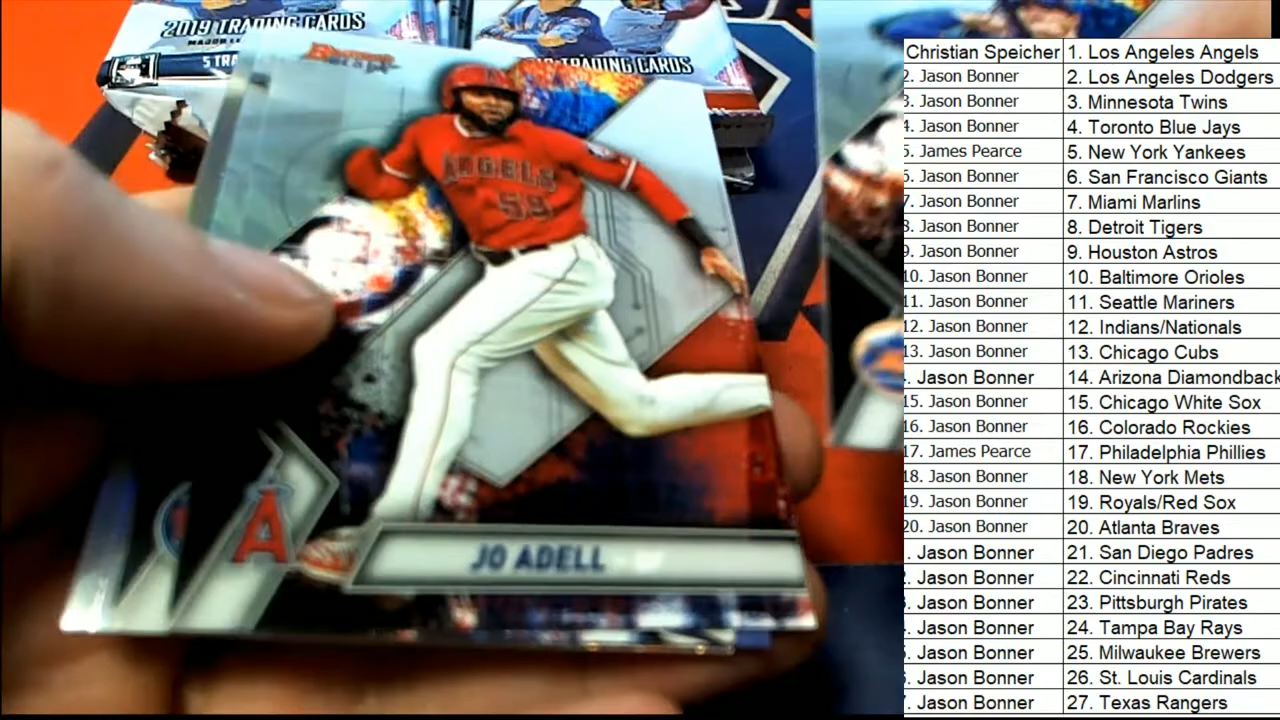 2019 TRADING CARDS
5 TRA
TRADING CARDS
Bowman's
BEST
ANGELS
59
A
JO ADELL
Christian Speicher 1. Los Angeles Angels
2. Jason Bonner 2. Los Angeles Dodgers
3. Jason Bonner 3. Minnesota Twins
4. Jason Bonner 4. Toronto Blue Jays
5. James Pearce 5. New York Yankees
6. Jason Bonner 6. San Francisco Giants
7. Jason Bonner 7. Miami Marlins
8. Jason Bonner 8. Detroit Tigers
9. Jason Bonner 9. Houston Astros
10. Jason Bonner 10. Baltimore Orioles
11. Jason Bonner 11. Seattle Mariners
12. Jason Bonner 12. Indians/Nationals
13. Jason Bonner 13. Chicago Cubs
. Jason Bonner 14. Arizona Diamondback
15. Jason Bonner 15. Chicago White Sox
16. Jason Bonner 16. Colorado Rockies
17. James Pearce 17. Philadelphia Phillies
18. Jason Bonner 18. New York Mets
19. Jason Bonner 19. Royals/Red Sox
20. Jason Bonner 20. Atlanta Braves
. Jason Bonner 21. San Diego Padres
. Jason Bonner 22. Cincinnati Reds
. Jason Bonner 23. Pittsburgh Pirates
. Jason Bonner 24. Tampa Bay Rays
. Jason Bonner 25. Milwaukee Brewers
. Jason Bonner 26. St. Louis Cardinals
. Jason Bonner 27. Texas Rangers